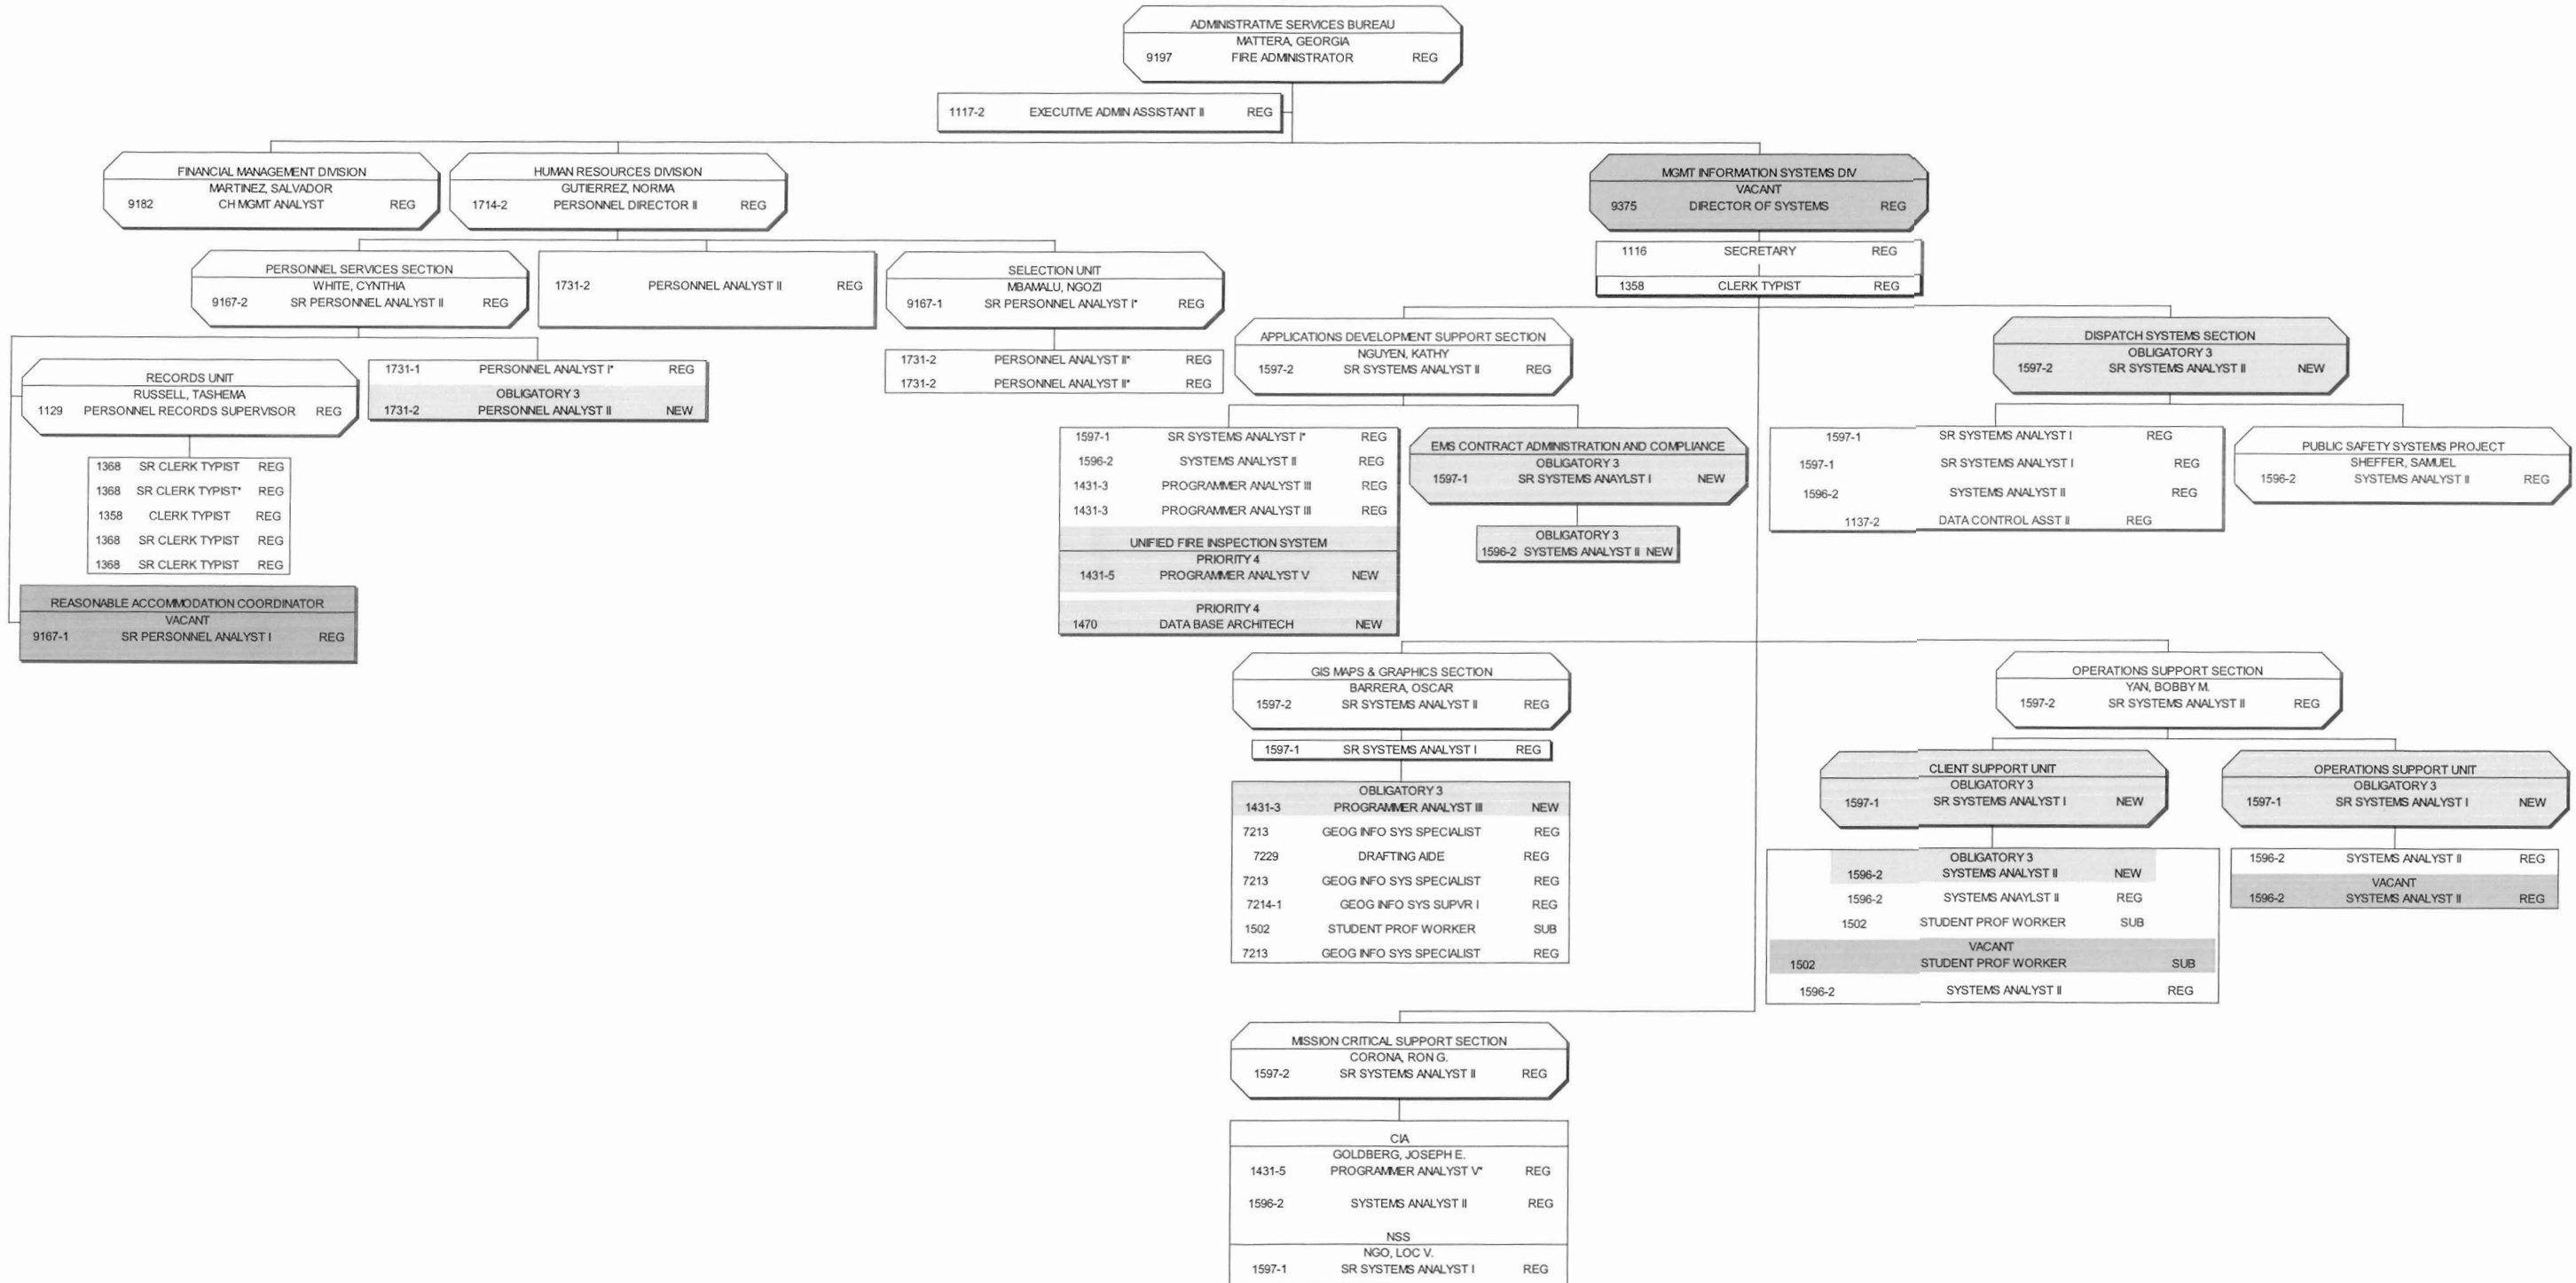 ADMINISTRATIVE SERVICES BUREAU
MATTERA, GEORGIA
9197 FIRE ADMINISTRATOR REG
1117-2 EXECUTIVE ADMIN ASSISTANT II REG
FINANCIAL MANAGEMENT DIVISION
MARTINEZ, SALVADOR
9182 CH MGMT ANALYST REG
HUMAN RESOURCES DIVISION
GUTIERREZ, NORMA
1714-2 PERSONNEL DIRECTOR II REG
MGMT INFORMATION SYSTEMS DIV
VACANT
9375 DIRECTOR OF SYSTEMS REG
1116 SECRETARY REG
1358 CLERK TYPIST REG
PERSONNEL SERVICES SECTION
WHITE, CYNTHIA
9167-2 SR PERSONNEL ANALYST II REG
1731-2 PERSONNEL ANALYST II REG
SELECTION UNIT
MBAMALU, NGOZI
9167-1 SR PERSONNEL ANALYST I* REG
1731-2 PERSONNEL ANALYST II* REG
1731-2 PERSONNEL ANALYST II* REG
RECORDS UNIT
RUSSELL, TASHEMA
1129 PERSONNEL RECORDS SUPERVISOR REG
1731-1 PERSONNEL ANALYST I* REG
OBLIGATORY 3
1731-2 PERSONNEL ANALYST II NEW
1368 SR CLERK TYPIST REG
1368 SR CLERK TYPIST* REG
1358 CLERK TYPIST REG
1368 SR CLERK TYPIST REG
1368 SR CLERK TYPIST REG
REASONABLE ACCOMMODATION COORDINATOR
VACANT
9167-1 SR PERSONNEL ANALYST I REG
APPLICATIONS DEVELOPMENT SUPPORT SECTION
NGUYEN, KATHY
1597-2 SR SYSTEMS ANALYST II REG
DISPATCH SYSTEMS SECTION
OBLIGATORY 3
1597-2 SR SYSTEMS ANALYST II NEW
1597-1 SR SYSTEMS ANALYST I* REG
1596-2 SYSTEMS ANALYST II REG
1431-3 PROGRAMMER ANALYST III REG
1431-3 PROGRAMMER ANALYST III REG
UNIFIED FIRE INSPECTION SYSTEM
PRIORITY 4
1431-5 PROGRAMMER ANALYST V NEW
PRIORITY 4
1470 DATA BASE ARCHITECH NEW
EMS CONTRACT ADMINISTRATION AND COMPLIANCE
OBLIGATORY 3
1597-1 SR SYSTEMS ANAYLST I NEW
OBLIGATORY 3
1596-2 SYSTEMS ANALYST II NEW
1597-1 SR SYSTEMS ANALYST I REG
1597-1 SR SYSTEMS ANALYST I REG
1596-2 SYSTEMS ANALYST II REG
1137-2 DATA CONTROL ASST II REG
PUBLIC SAFETY SYSTEMS PROJECT
SHEFFER, SAMUEL
1596-2 SYSTEMS ANALYST II REG
GIS MAPS & GRAPHICS SECTION
BARRERA, OSCAR
1597-2 SR SYSTEMS ANALYST II REG
1597-1 SR SYSTEMS ANALYST I REG
OBLIGATORY 3
1431-3 PROGRAMMER ANALYST III NEW
7213 GEOG INFO SYS SPECIALIST REG
7229 DRAFTING AIDE REG
7213 GEOG INFO SYS SPECIALIST REG
7214-1 GEOG INFO SYS SUPVR I REG
1502 STUDENT PROF WORKER SUB
7213 GEOG INFO SYS SPECIALIST REG
OPERATIONS SUPPORT SECTION
YAN, BOBBY M.
1597-2 SR SYSTEMS ANALYST II REG
CLIENT SUPPORT UNIT
OBLIGATORY 3
1597-1 SR SYSTEMS ANALYST I NEW
OBLIGATORY 3
1596-2 SYSTEMS ANALYST II NEW
1596-2 SYSTEMS ANAYLST II REG
1502 STUDENT PROF WORKER SUB
VACANT
1502 STUDENT PROF WORKER SUB
1596-2 SYSTEMS ANALYST II REG
OPERATIONS SUPPORT UNIT
OBLIGATORY 3
1597-1 SR SYSTEMS ANALYST I NEW
1596-2 SYSTEMS ANALYST II REG
VACANT
1596-2 SYSTEMS ANALYST II REG
MISSION CRITICAL SUPPORT SECTION
CORONA, RON G.
1597-2 SR SYSTEMS ANALYST II REG
CIA
GOLDBERG, JOSEPH E.
1431-5 PROGRAMMER ANALYST V* REG
1596-2 SYSTEMS ANALYST II REG
NSS
NGO, LOC V.
1597-1 SR SYSTEMS ANALYST I REG